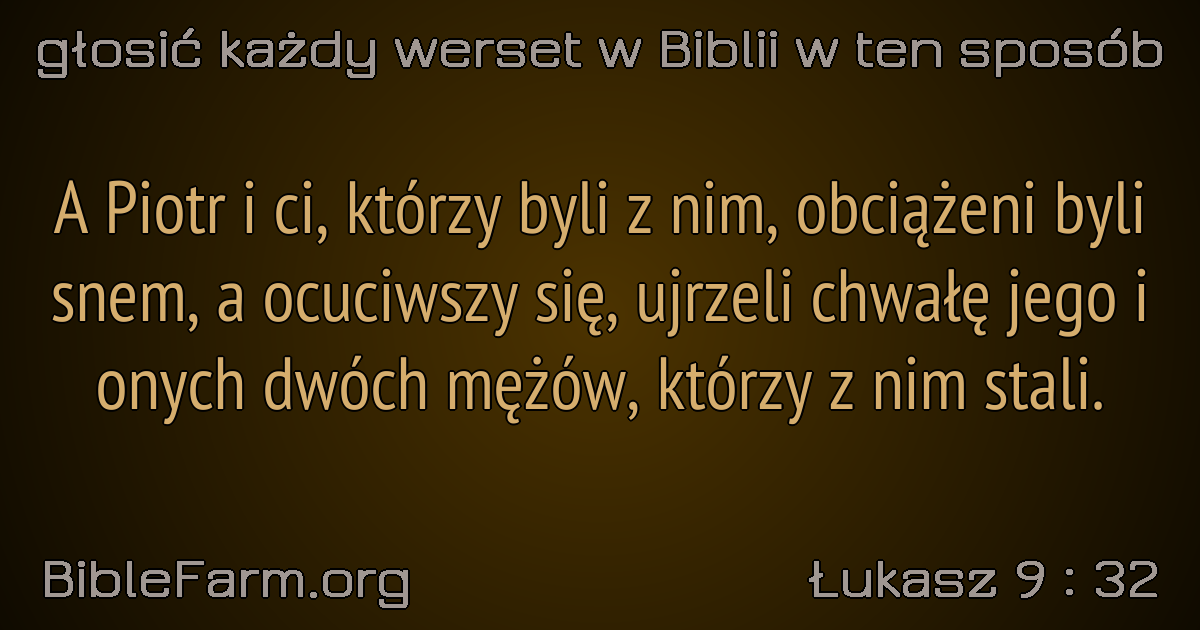 głosić każdy werset w Biblii w ten sposób
A Piotr i ci, którzy byli z nim, obciążeni byli
snem, a ocuciwszy się, ujrzeli chwałę jego i
onych dwóch mężów, którzy z nim stali.
BibleFarm.org
Łukasz 9 : 32